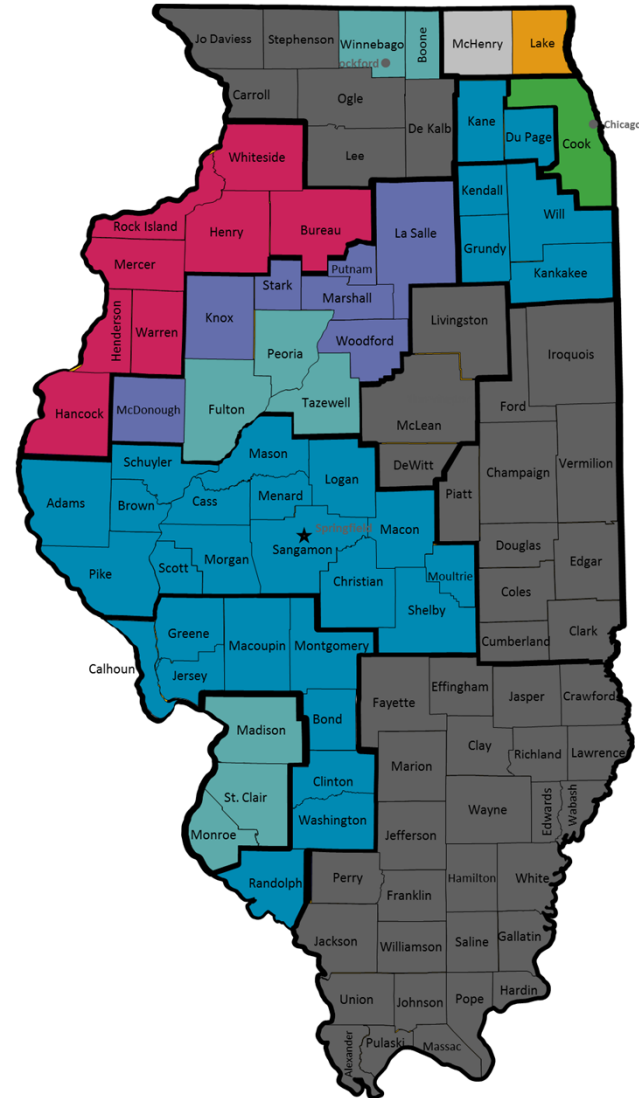 Jo Daviess
Stephenson
Winnebago
Boone
McHenry
Lake
ockford
Carroll
Ogle
De Kalb
Kane
Du Page
Cook
Chicago
Lee
Whiteside
Rock Island
Henry
Bureau
La Salle
Kendall
Will
Grundy
Kankakee
Mercer
Putnam
Stark
Marshall
Henderson
Warren
Knox
Peoria
Woodford
Livingston
Iroquois
Hancock
McDonough
Fulton
Tazewell
McLean
Ford
Schuyler
Mason
Logan
DeWitt
Champaign
Vermilion
Adams
Brown
Cass
Menard
Piatt
Springfield
Macon
Sangamon
Douglas
Edgar
Pike
Scott
Morgan
Christian
Moultrie
Coles
Shelby
Cumberland
Clark
Greene
Macoupin
Montgomery
Calhoun
Jersey
Fayette
Effingham
Jasper
Crawford
Bond
Madison
Clay
Richland
Lawrence
Marion
Clinton
St. Clair
Wayne
Edwards
Wabash
Washington
Monroe
Jefferson
Randolph
Perry
Franklin
Hamilton
White
Jackson
Williamson
Saline
Gallatin
Union
Johnson
Pope
Hardin
Alexander
Pulaski
Massac